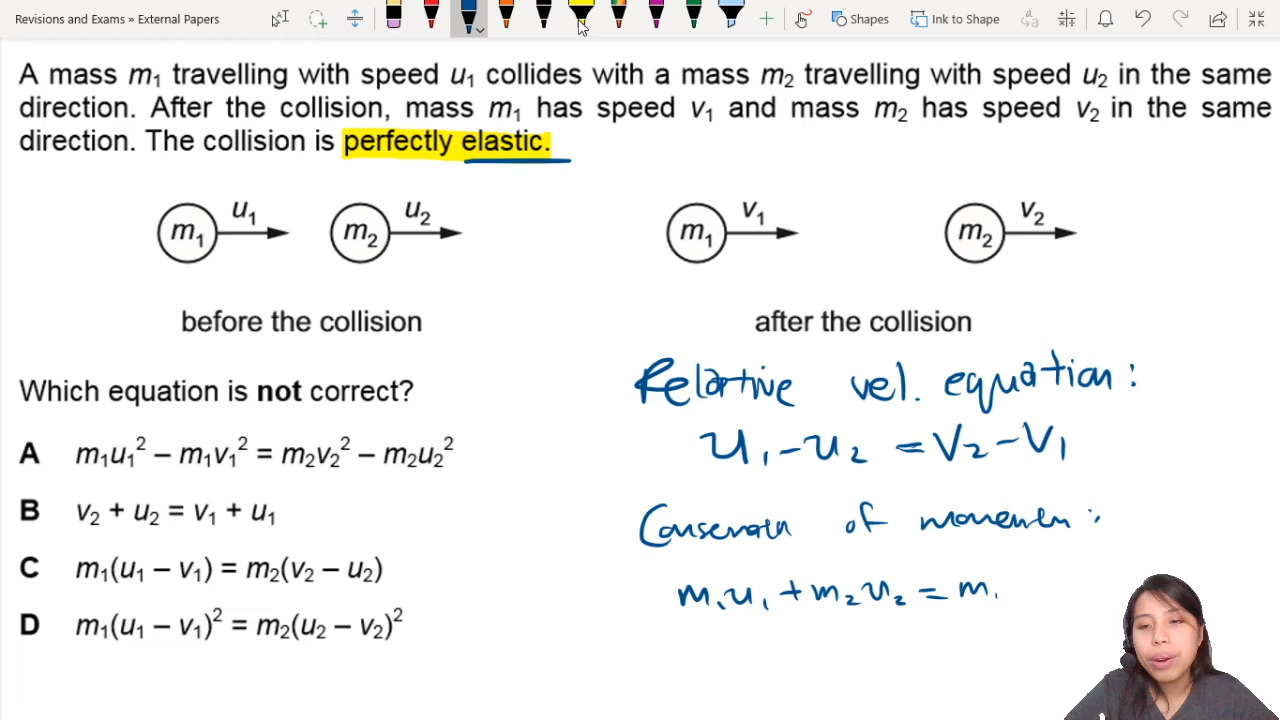 Revisions and Exams » External Papers
Shapes
Ink to Shape
A mass m₁ travelling with speed u₁ collides with a mass m₂ travelling with speed u₂ in the same
direction. After the collision, mass m₁ has speed v₁ and mass m₂ has speed v₂ in the same
direction. The collision is perfectly elastic.
m₁ u₁ m₂ u₂ m₁ v₁ m₂ v₂
before the collision after the collision
Relative vel. equation:
Which equation is not correct?
u₁ - u₂ = v₂ - v₁
A m₁u₁² – m₁v₁² = m₂v₂² – m₂u₂²
B v₂ + u₂ = v₁ + u₁
of
C m₁(u₁ – v₁) = m₂(v₂ – u₂)
m₁u₁ + m₂u₂ = m₁
D m₁(u₁ – v₁)² = m₂(u₂ – v₂)²